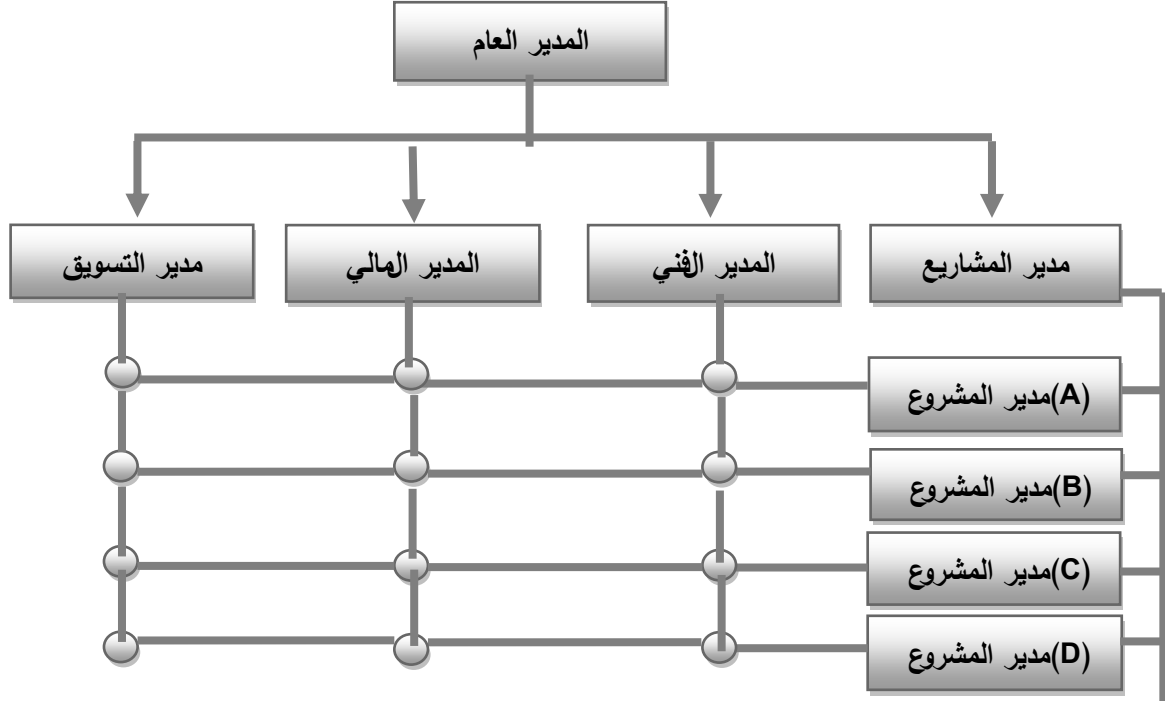 المدير العام
مدير المشاريع
المدير الفني
المدير المالي
مدير التسويق
مدير المشروع(A)
مدير المشروع(B)
مدير المشروع(C)
مدير المشروع(D)